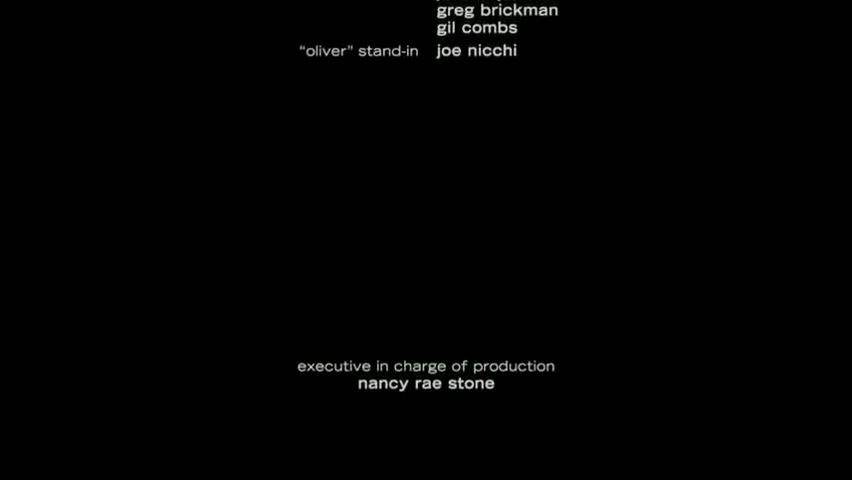 greg brickman
gil combs
“oliver” stand-in joe nicchi
executive in charge of production
nancy rae stone